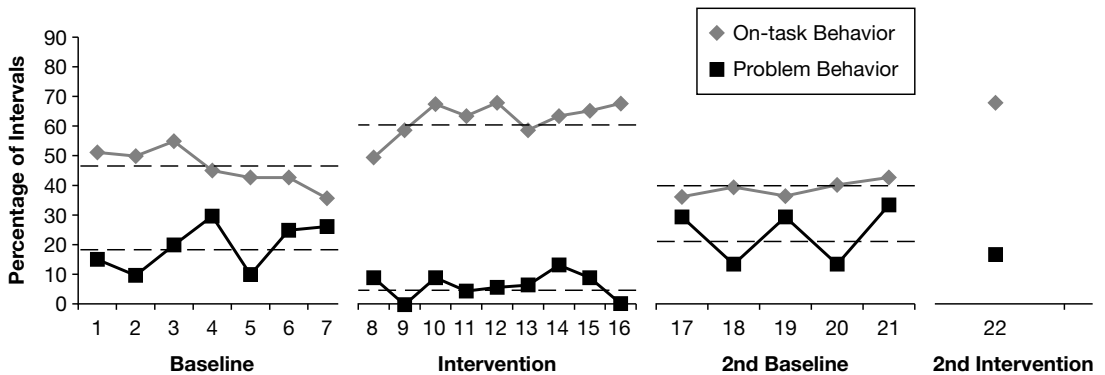 On-task Behavior
Problem Behavior
Percentage of Intervals
90
80
70
60
50
40
30
20
10
0
1 2 3 4 5 6 7
8 9 10 11 12 13 14 15 16
17 18 19 20 21
22
Baseline
Intervention
2nd Baseline
2nd Intervention